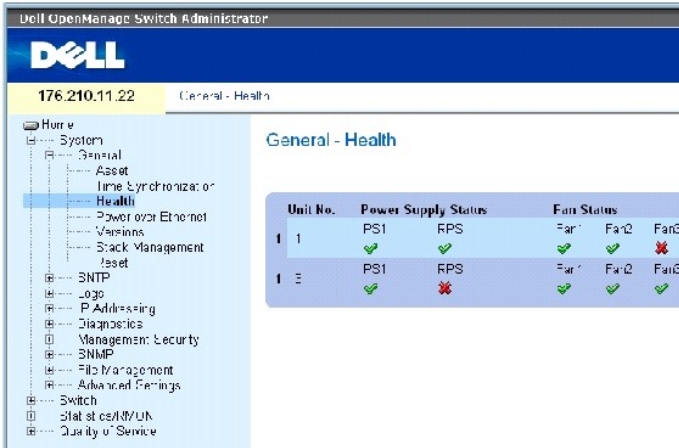 Dell OpenManage Switch Administrator
DELL
176.210.11.22
General - Health
Home
System
General
Asset
Time Synchronization
Health
Power over Ethernet
Versions
Stack Management
Reset
SNTP
Logs
IP Addressing
Diagnostics
Management Security
SNMP
File Management
Advanced Settings
Switch
Statistics/RMON
Quality of Service
General - Health
Unit No. Power Supply Status Fan Status
PS1 RPS Fan1 Fan2 Fan3
1 1
PS1 RPS Fan1 Fan2 Fan3
1